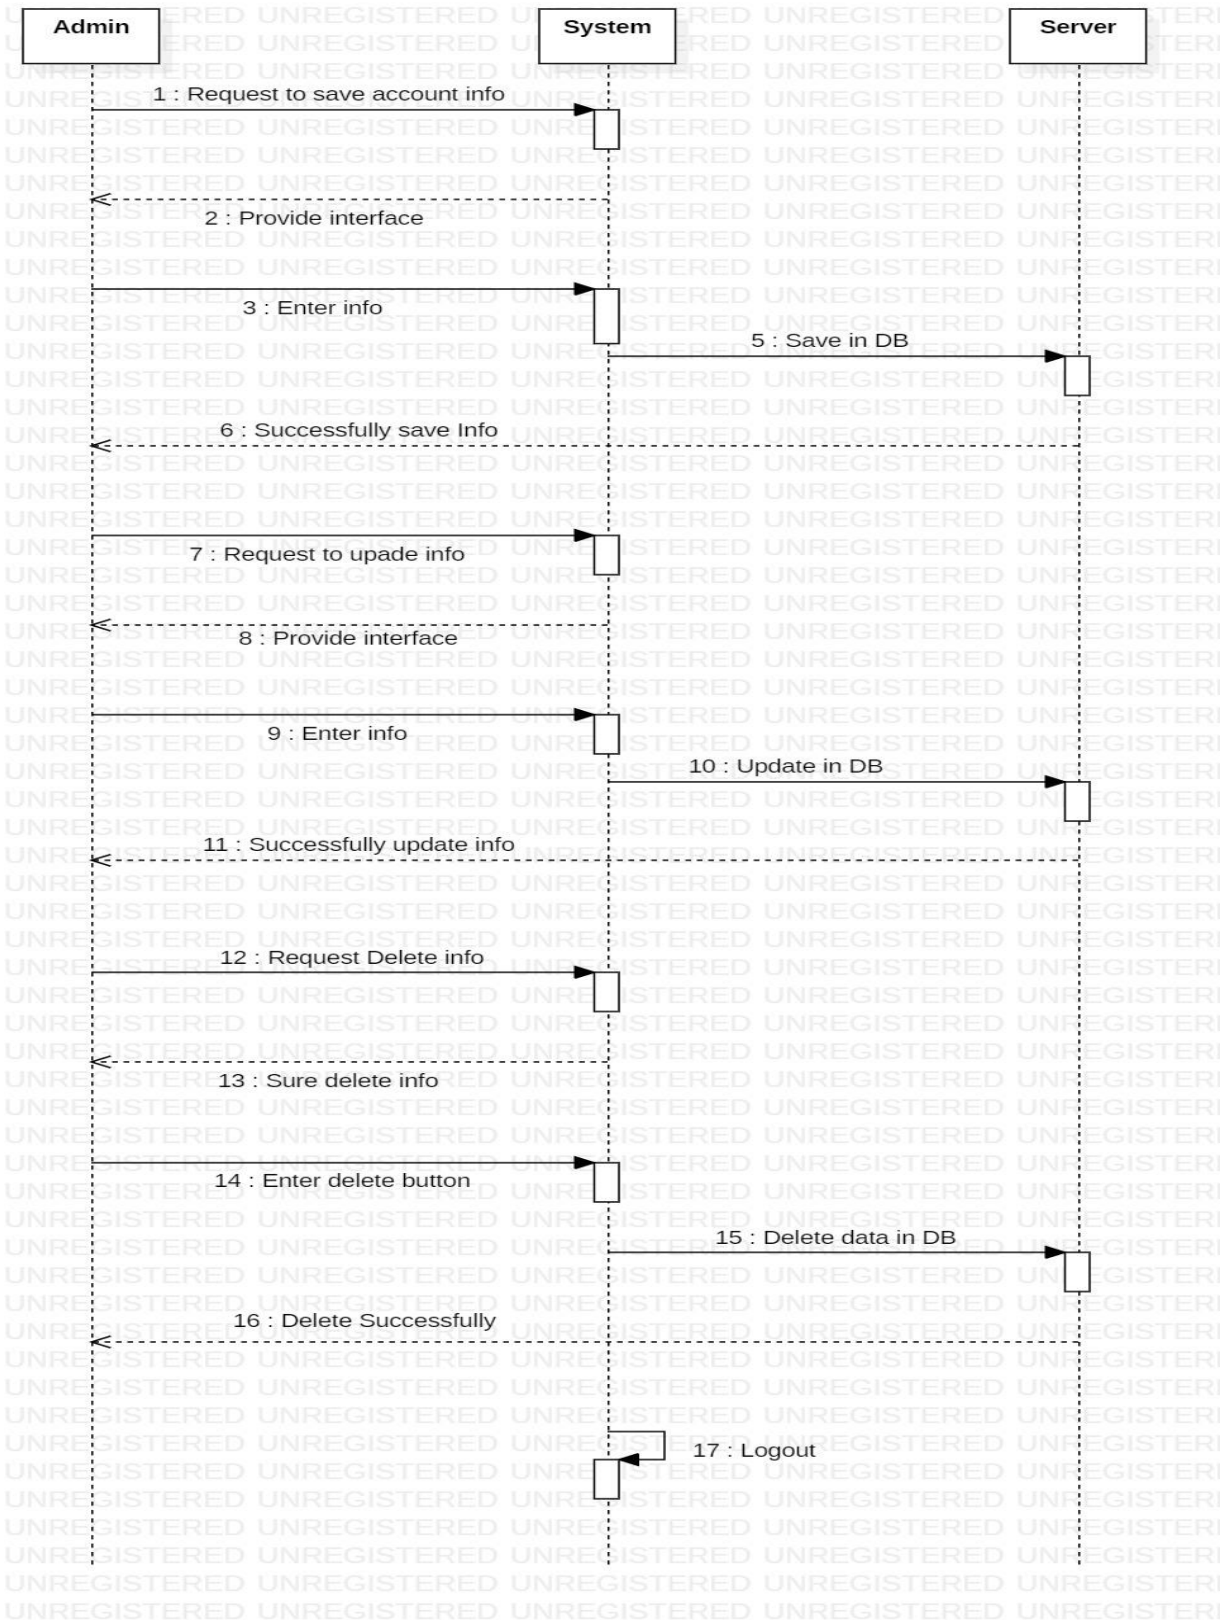 Admin
System
Server
1 : Request to save account info
2 : Provide interface
3 : Enter info
5 : Save in DB
6 : Successfully save Info
7 : Request to upade info
8 : Provide interface
9 : Enter info
10 : Update in DB
11 : Successfully update info
12 : Request Delete info
13 : Sure delete info
14 : Enter delete button
15 : Delete data in DB
16 : Delete Successfully
17 : Logout
UNREGISTERED